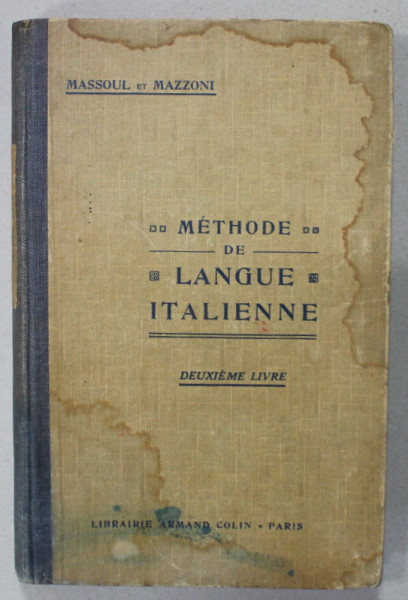 MASSOUL ET MAZZONI
MÉTHODE
DE
LANGUE
ITALIENNE
DEUXIÈME LIVRE
LIBRAIRIE ARMAND COLIN • PARIS